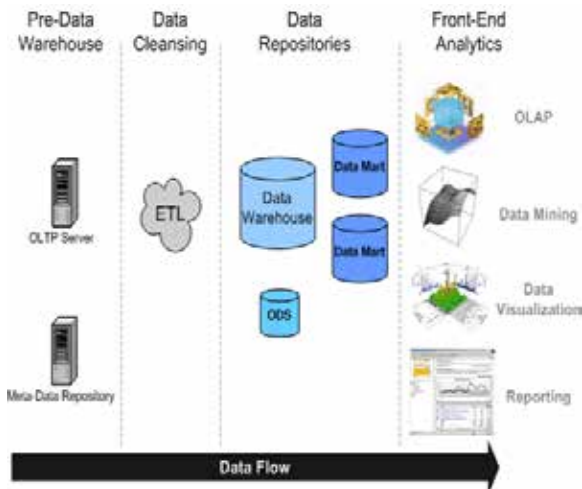 Pre-Data
Warehouse
Data
Cleansing
Data
Repositories
Front-End
Analytics
OLTP Server
Meta-Data Repository
ETL
Data
Warehouse
Data Mart
Data Mart
ODS
OLAP
Data Mining
Data
Visualization
Reporting
Data Flow